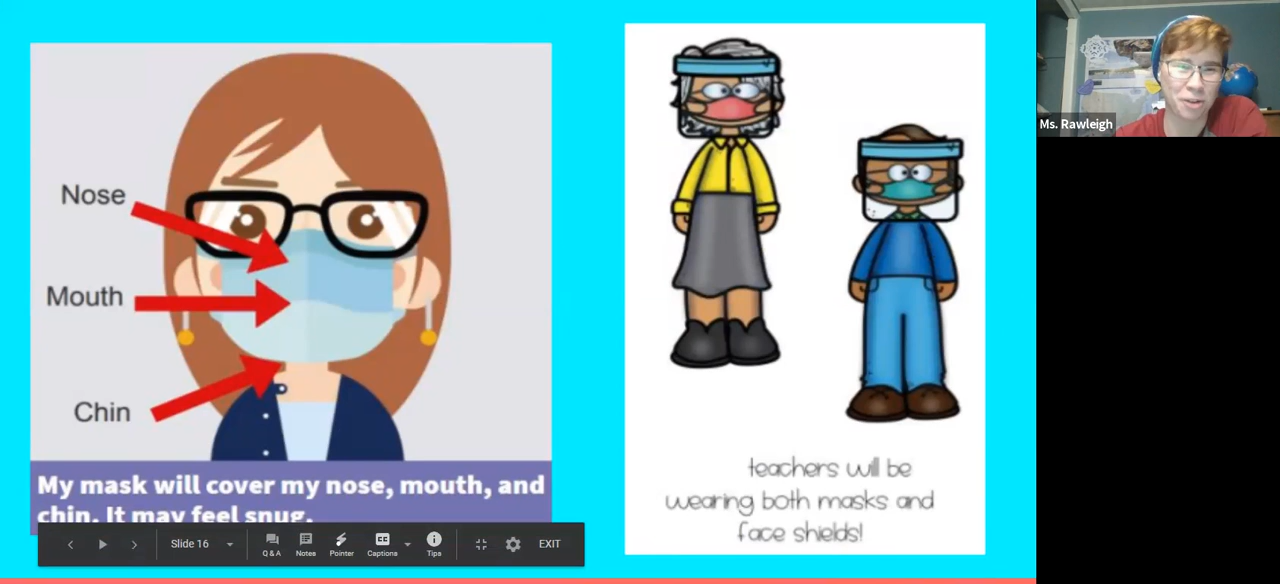 Nose
Mouth
Chin
My mask will cover my nose, mouth, and
chin. It may feel snug.
teachers will be
wearing both masks and
face shields!
Ms. Rawleigh
Slide 16
Q & A
Notes
Pointer
Captions
Tips
EXIT